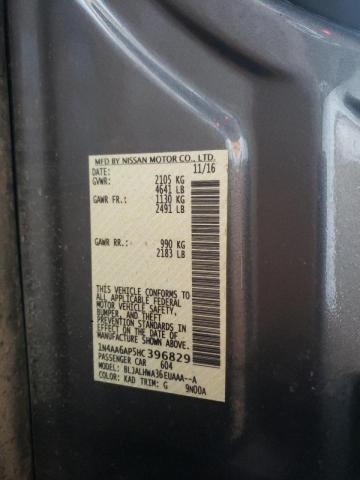 MFD BY NISSAN MOTOR CO., LTD.
DATE: 11/16
GVWR: 2105 KG
4641 LB
GAWR FR.: 1130 KG
2491 LB
GAWR RR.: 990 KG
2183 LB
THIS VEHICLE CONFORMS TO
ALL APPLICABLE FEDERAL
MOTOR VEHICLE SAFETY,
BUMPER, AND THEFT
PREVENTION STANDARDS
IN EFFECT ON THE DATE OF
MANUFACTURE SHOWN ABOVE.
1N4AA6AP5HC396829
PASSENGER CAR 604
MODEL: BLJALHWA36EUAAA--A
COLOR: KAD TRIM: G 9N00A